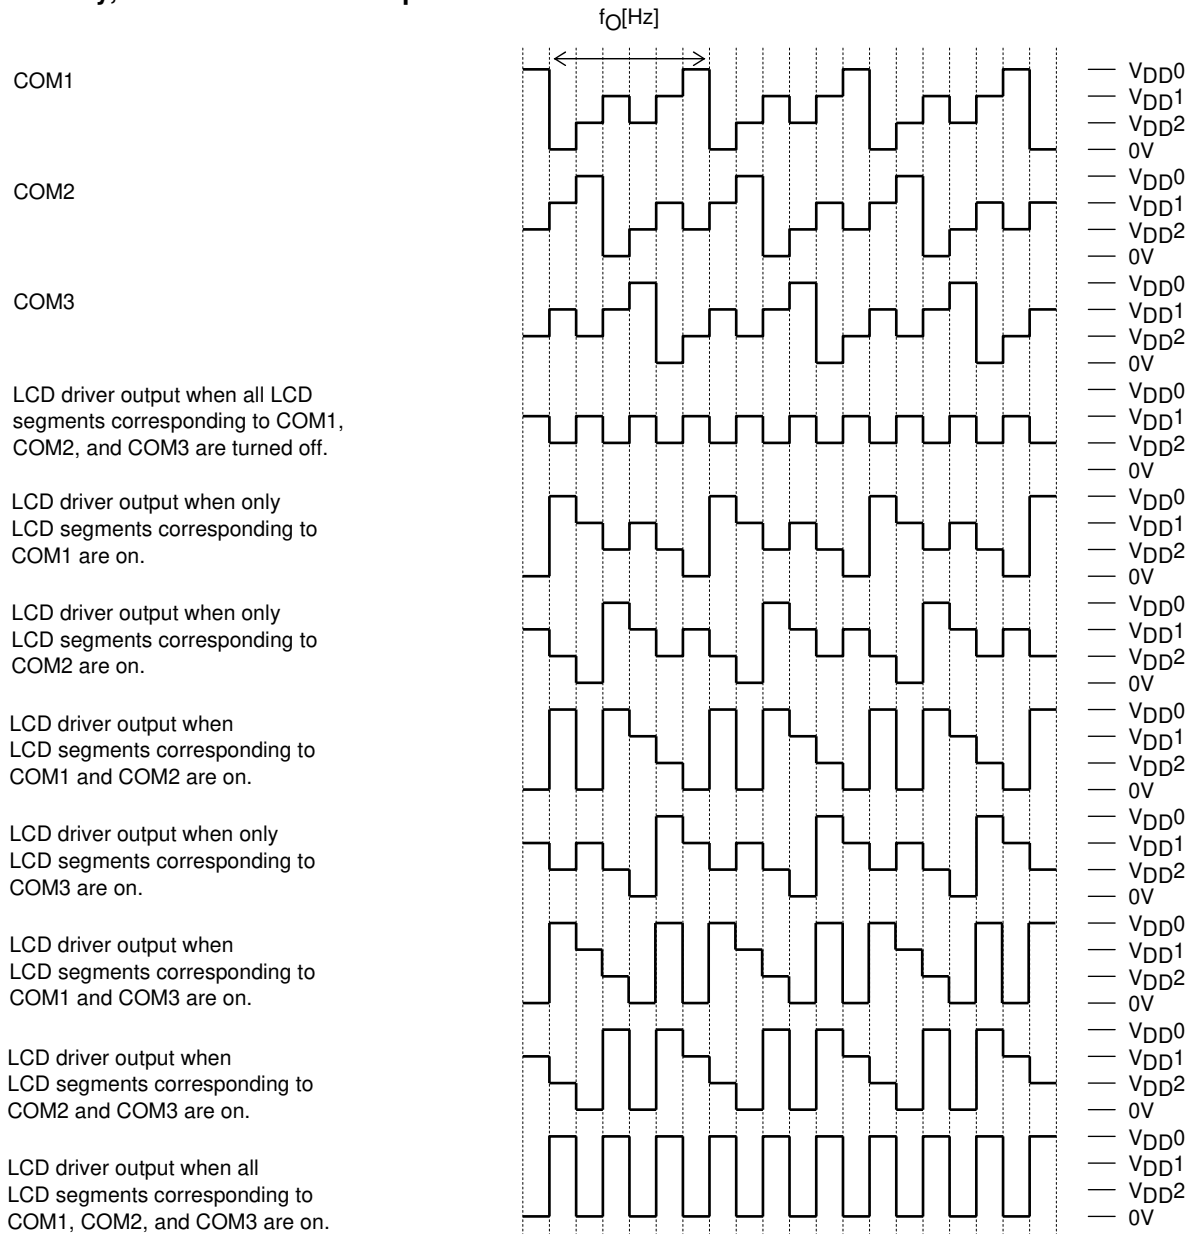 fO[Hz]
COM1
VDD0
VDD1
VDD2
0V
COM2
VDD0
VDD1
VDD2
0V
COM3
VDD0
VDD1
VDD2
0V
LCD driver output when all LCD
segments corresponding to COM1,
COM2, and COM3 are turned off.
VDD0
VDD1
VDD2
0V
LCD driver output when only
LCD segments corresponding to
COM1 are on.
VDD0
VDD1
VDD2
0V
LCD driver output when only
LCD segments corresponding to
COM2 are on.
VDD0
VDD1
VDD2
0V
LCD driver output when
LCD segments corresponding to
COM1 and COM2 are on.
VDD0
VDD1
VDD2
0V
LCD driver output when only
LCD segments corresponding to
COM3 are on.
VDD0
VDD1
VDD2
0V
LCD driver output when
LCD segments corresponding to
COM1 and COM3 are on.
VDD0
VDD1
VDD2
0V
LCD driver output when
LCD segments corresponding to
COM2 and COM3 are on.
VDD0
VDD1
VDD2
0V
LCD driver output when all
LCD segments corresponding to
COM1, COM2, and COM3 are on.
VDD0
VDD1
VDD2
0V